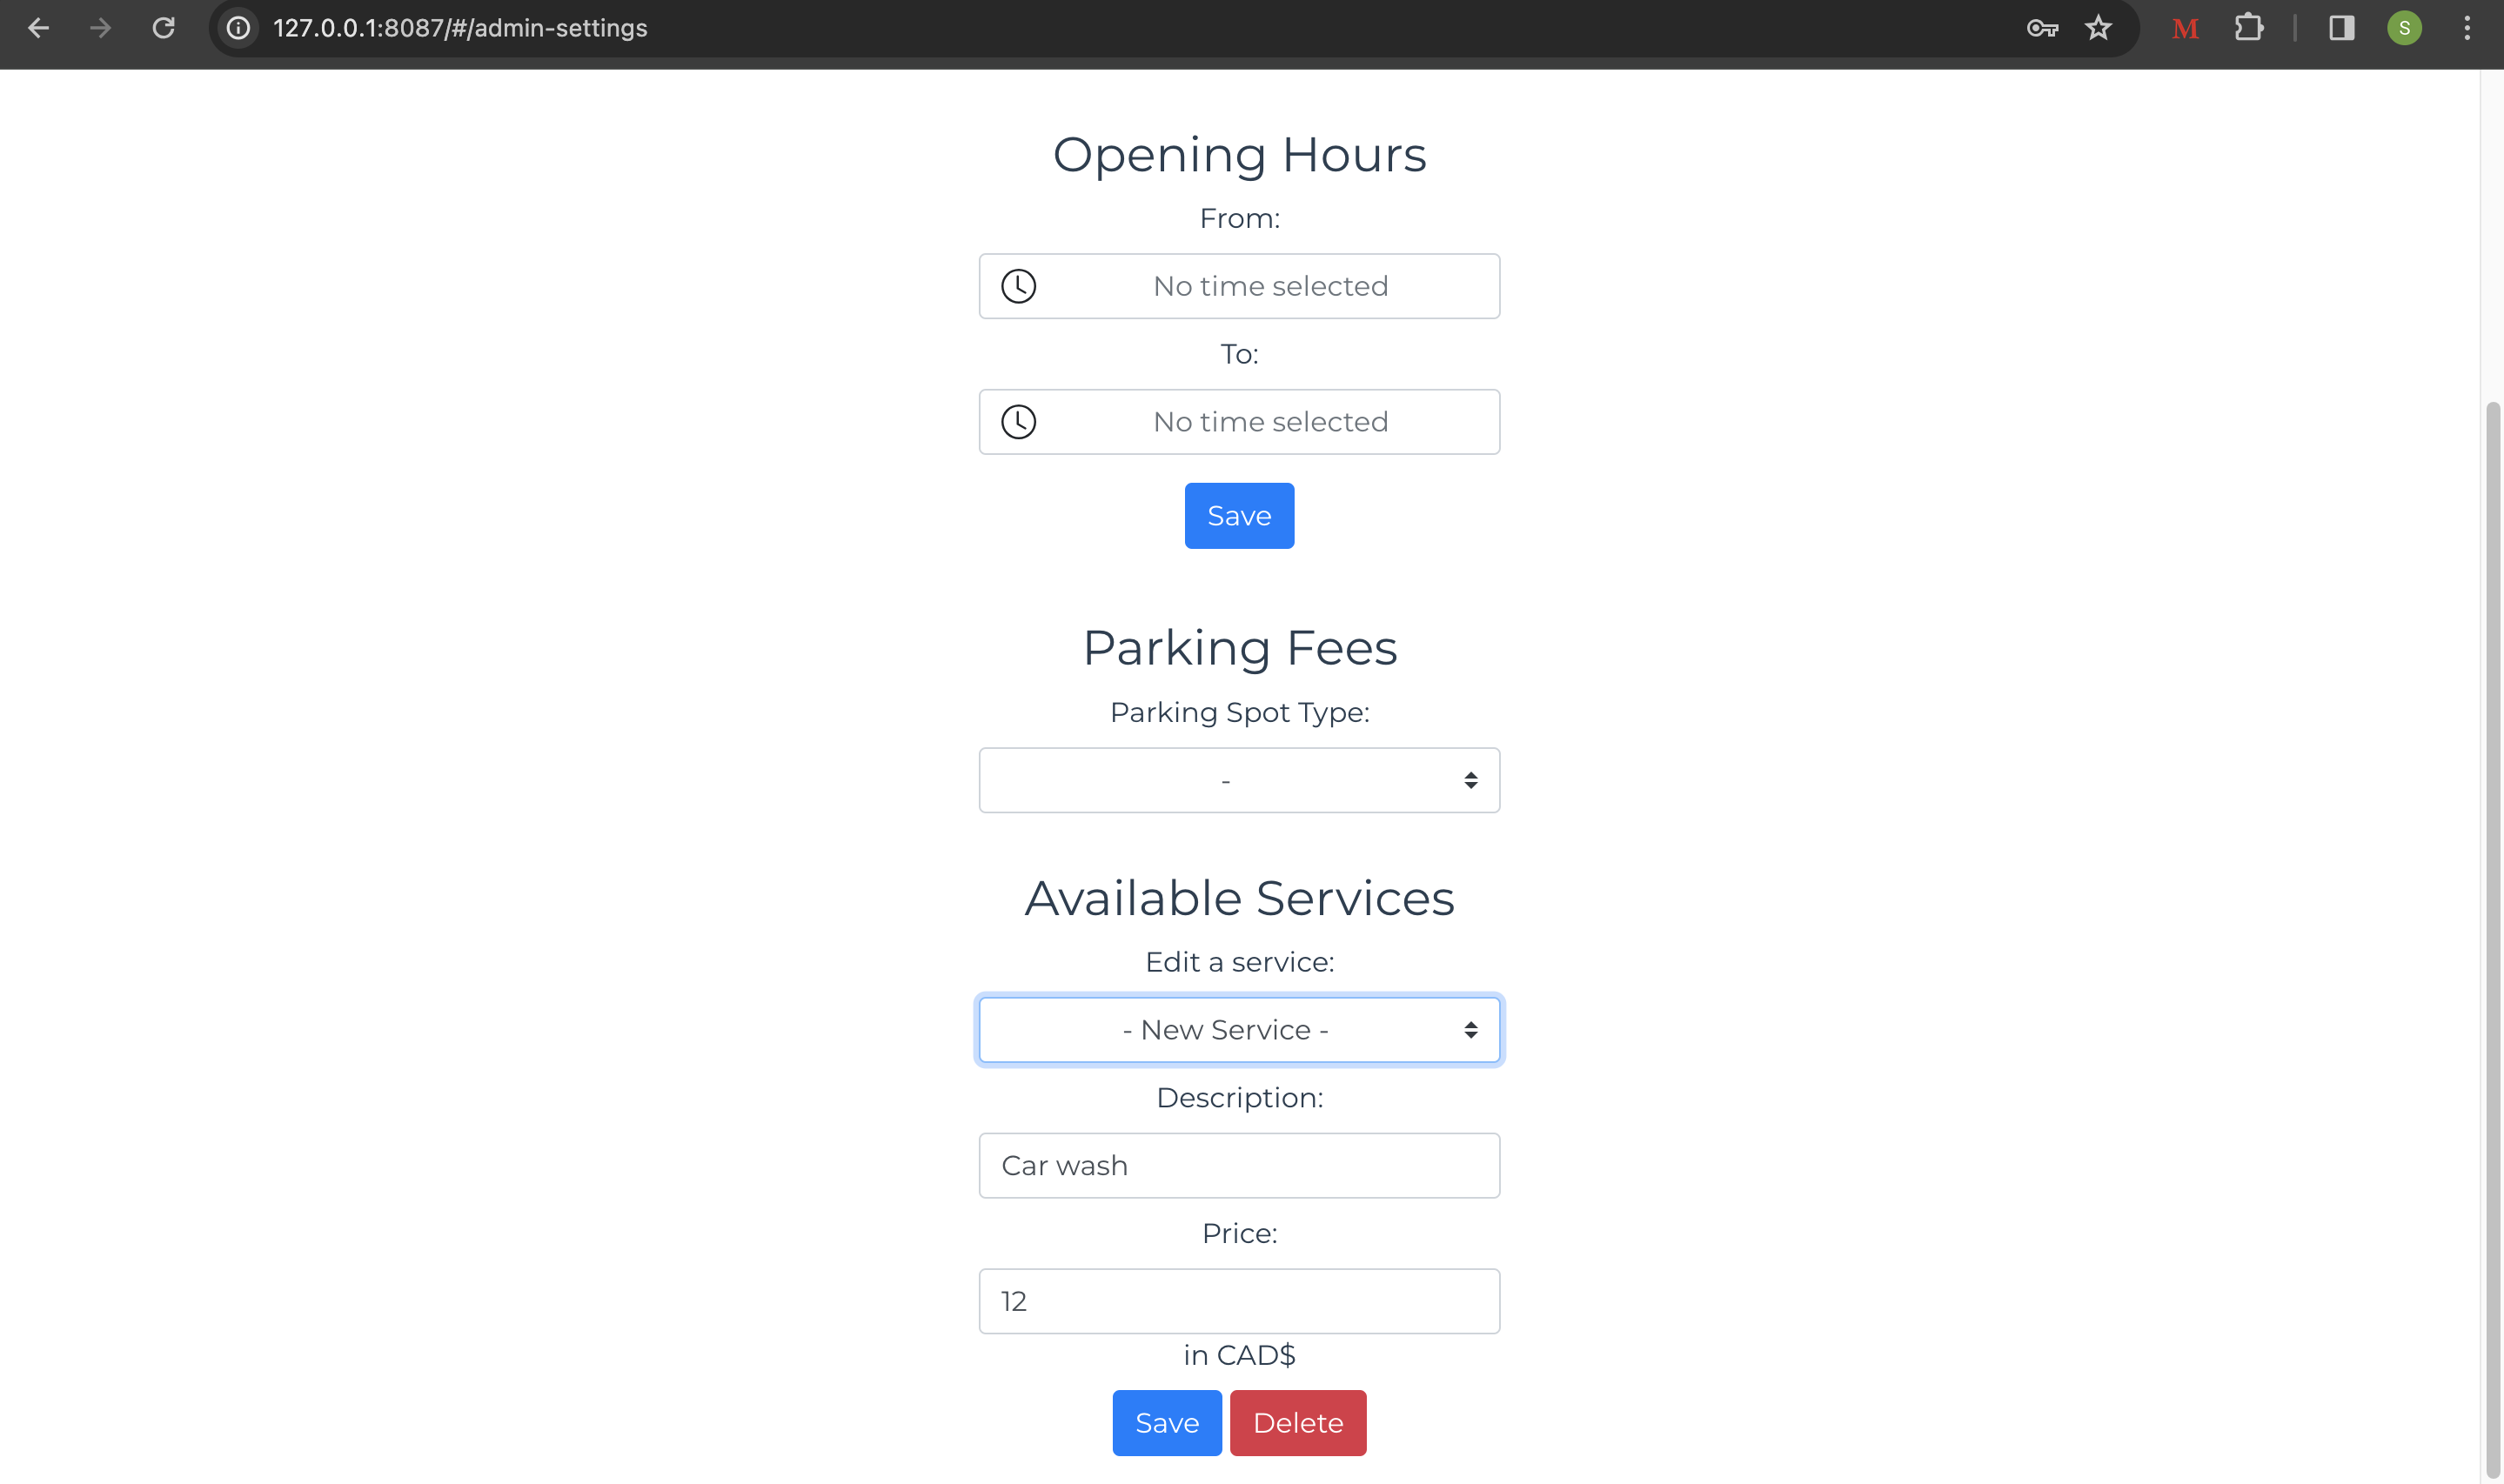 127.0.0.1:8087/#/admin-settings
M
S
Opening Hours
From:
No time selected
To:
No time selected
Save
Parking Fees
Parking Spot Type:
-
Available Services
Edit a service:
- New Service -
Description:
Car wash
Price:
12
in CAD$
Save Delete